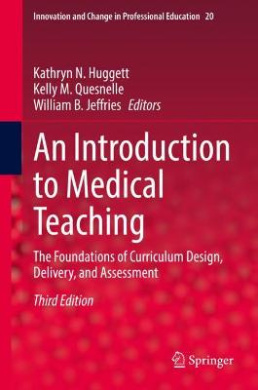 Innovation and Change in Professional Education 20
Kathryn N. Huggett
Kelly M. Quesnelle
William B. Jeffries Editors
An Introduction
to Medical
Teaching
The Foundations of Curriculum Design,
Delivery, and Assessment
Third Edition
Springer